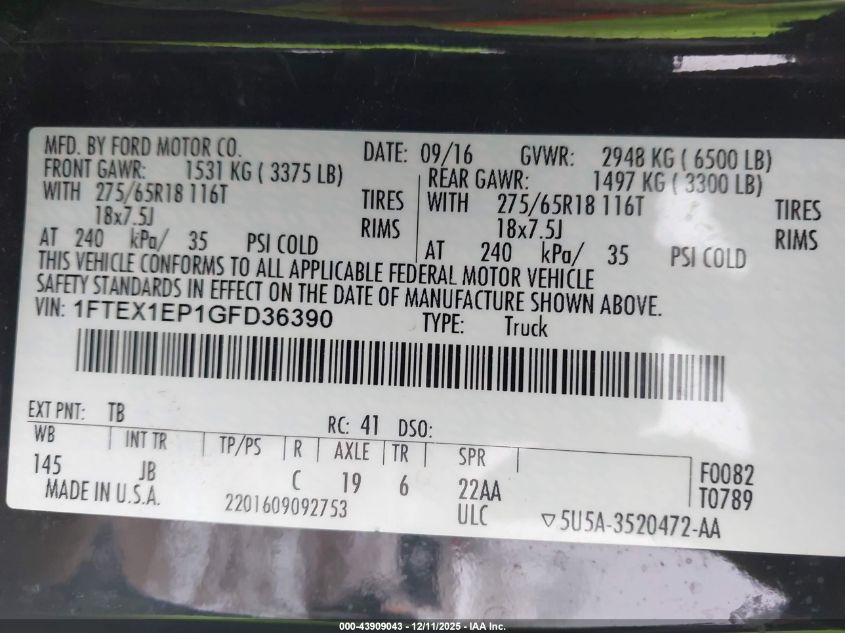 MFD. BY FORD MOTOR CO. DATE: 09/16 GVWR: 2948 KG ( 6500 LB)
FRONT GAWR: 1531 KG ( 3375 LB) REAR GAWR: 1497 KG ( 3300 LB)
WITH 275/65R18 116T TIRES WITH 275/65R18 116T TIRES
18x7.5J RIMS 18x7.5J RIMS
AT 240 kPa/ 35 PSI COLD AT 240 kPa/ 35 PSI COLD
THIS VEHICLE CONFORMS TO ALL APPLICABLE FEDERAL MOTOR VEHICLE
SAFETY STANDARDS IN EFFECT ON THE DATE OF MANUFACTURE SHOWN ABOVE.
VIN: 1FTEX1EP1GFD36390 TYPE: Truck
EXT PNT: TB RC: 41 DSO:
WB INT TR TP/PS R AXLE TR SPR
145 JB C 19 6 22AA F0082
MADE IN U.S.A. 2201609092753 ULC T0789
▽5U5A-3520472-AA
000-43909043 - 12/11/2025 - IAA Inc.